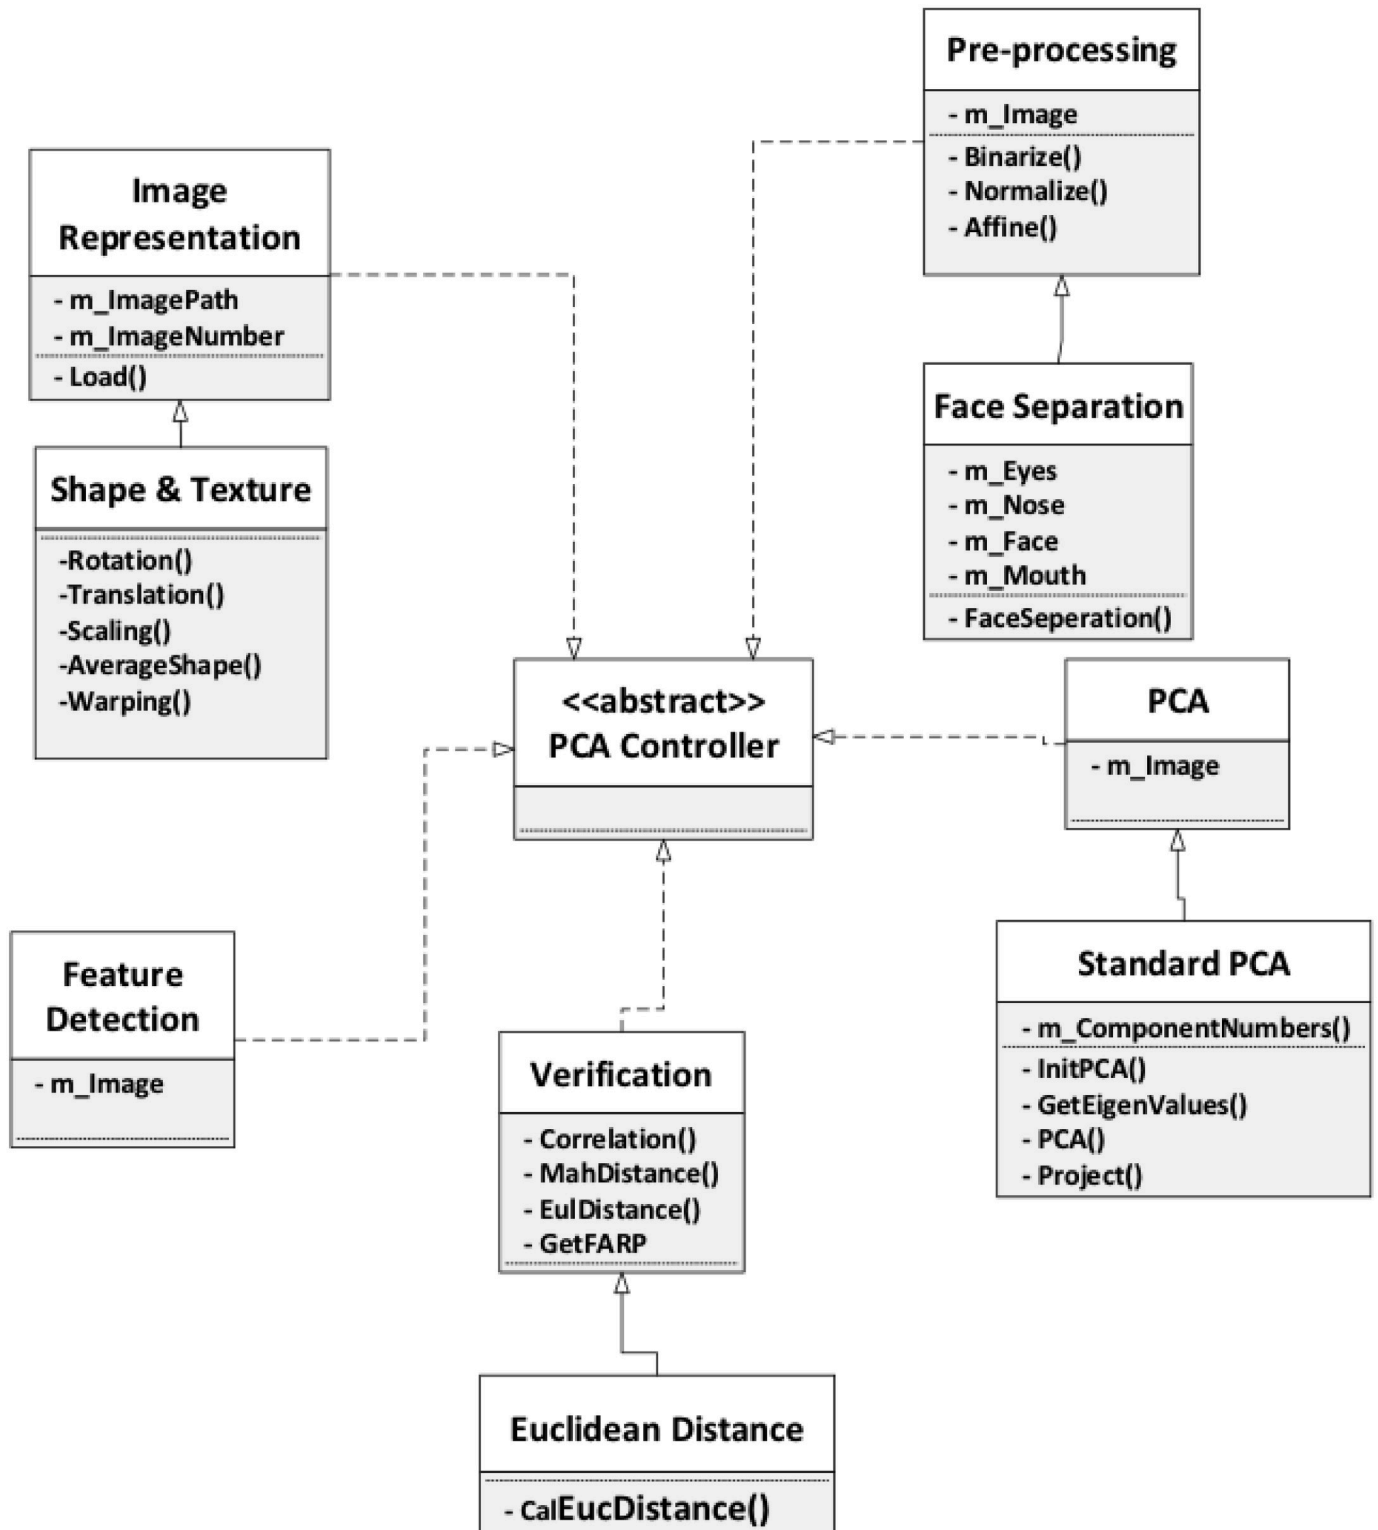 Pre-processing
- m_Image
- Binarize()
- Normalize()
- Affine()
Image
Representation
- m_ImagePath
- m_ImageNumber
- Load()
Shape & Texture
-Rotation()
-Translation()
-Scaling()
-AverageShape()
-Warping()
Face Separation
- m_Eyes
- m_Nose
- m_Face
- m_Mouth
- FaceSeperation()
<<abstract>>
PCA Controller
PCA
- m_Image
Feature
Detection
- m_Image
Verification
- Correlation()
- MahDistance()
- EulDistance()
- GetFARP
Standard PCA
- m_ComponentNumbers()
- InitPCA()
- GetEigenValues()
- PCA()
- Project()
Euclidean Distance
- CalEucDistance()